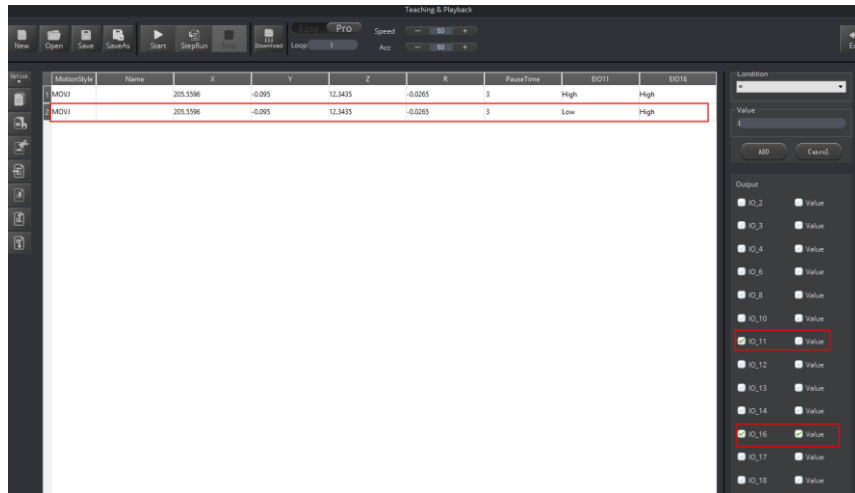 Teaching & Playback
New Open Save SaveAs Start StepRun Stop Download Easy Pro Loop 1 Speed − 50 +
Acc − 50 +
MotionStyle Name X Y Z R PauseTime EIO11 EIO16
1 MOVJ 205.5596 -0.095 12.3435 -0.0265 3 High High
2 MOVJ 205.5596 -0.095 12.3435 -0.0265 3 Low High
Condition
=
Value
ADD Cancel
Output
IO_2 Value
IO_3 Value
IO_4 Value
IO_6 Value
IO_8 Value
IO_10 Value
IO_11 Value
IO_12 Value
IO_13 Value
IO_14 Value
IO_16 Value
IO_17 Value
IO_18 Value